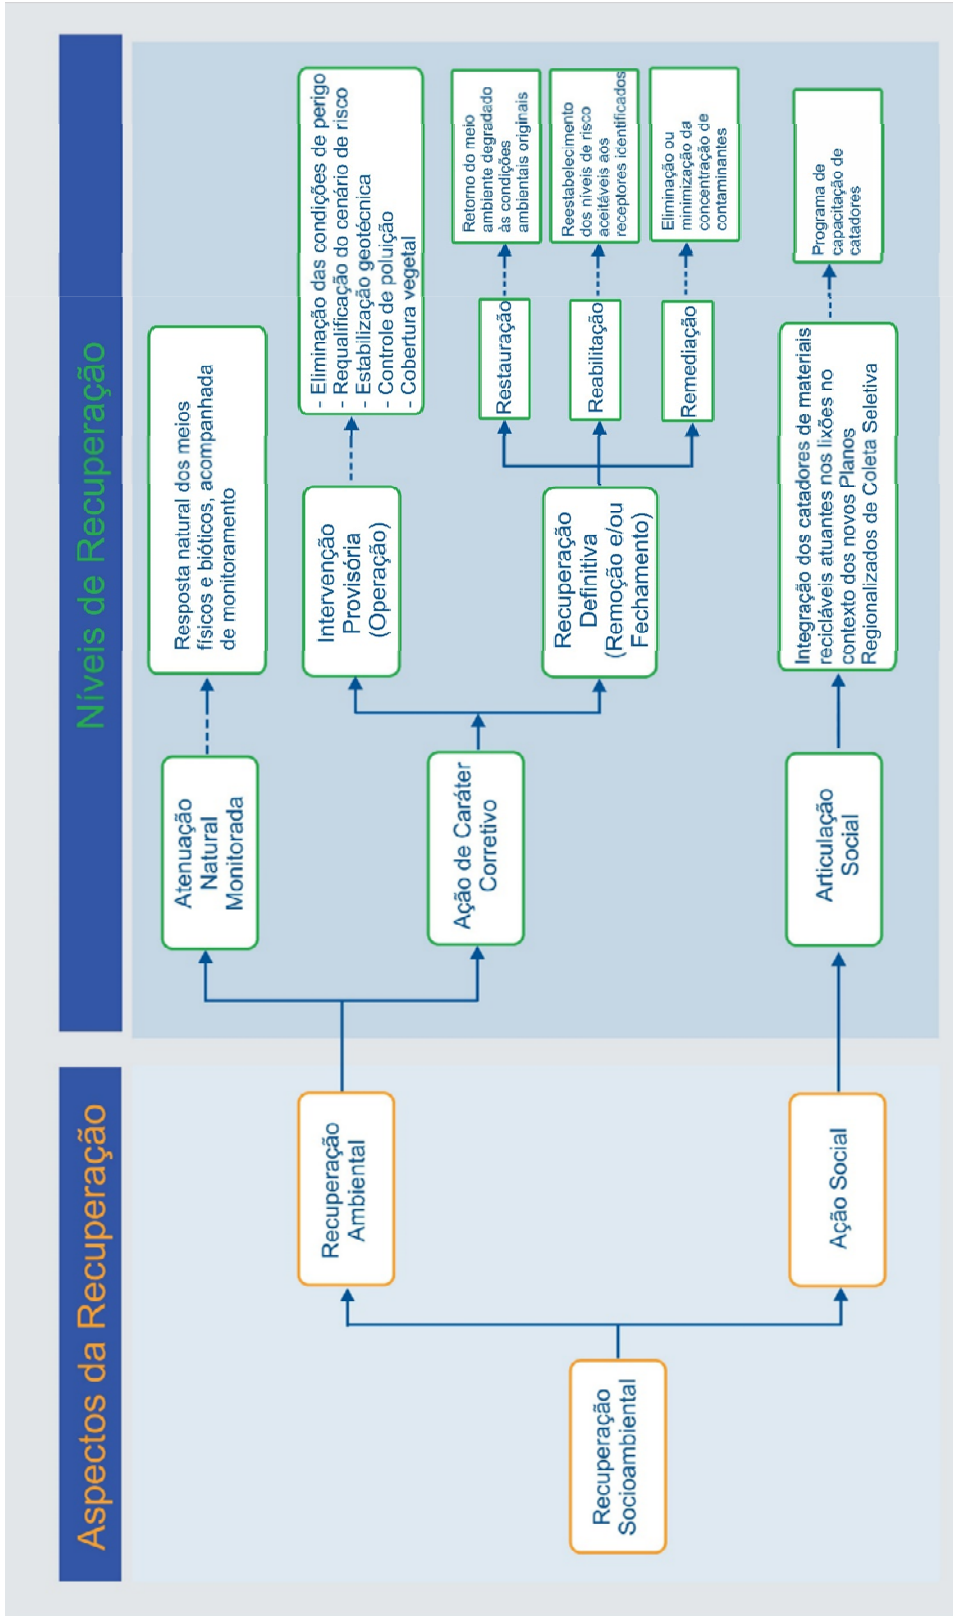 Aspectos da Recuperação
Níveis de Recuperação
Recuperação
Socioambiental
Recuperação
Ambiental
Ação Social
Atenuação
Natural
Monitorada
Resposta natural dos meios
físicos e bióticos, acompanhada
de monitoramento
Ação de Caráter
Corretivo
Intervenção
Provisória
(Operação)
- Eliminação das condições de perigo
- Requalificação do cenário de risco
- Estabilização geotécnica
- Controle de poluição
- Cobertura vegetal
Recuperação
Definitiva
(Remoção e/ou
Fechamento)
Restauração
Retorno do meio
ambiente degradado
às condições
ambientais originais
Reabilitação
Reestabelecimento
dos níveis de risco
aceitáveis aos
receptores identificados
Remediação
Eliminação ou
minimização da
concentração de
contaminantes
Articulação
Social
Integração dos catadores de materiais
recicláveis atuantes nos lixões no
contexto dos novos Planos
Regionalizados de Coleta Seletiva
Programa de
capacitação de
catadores